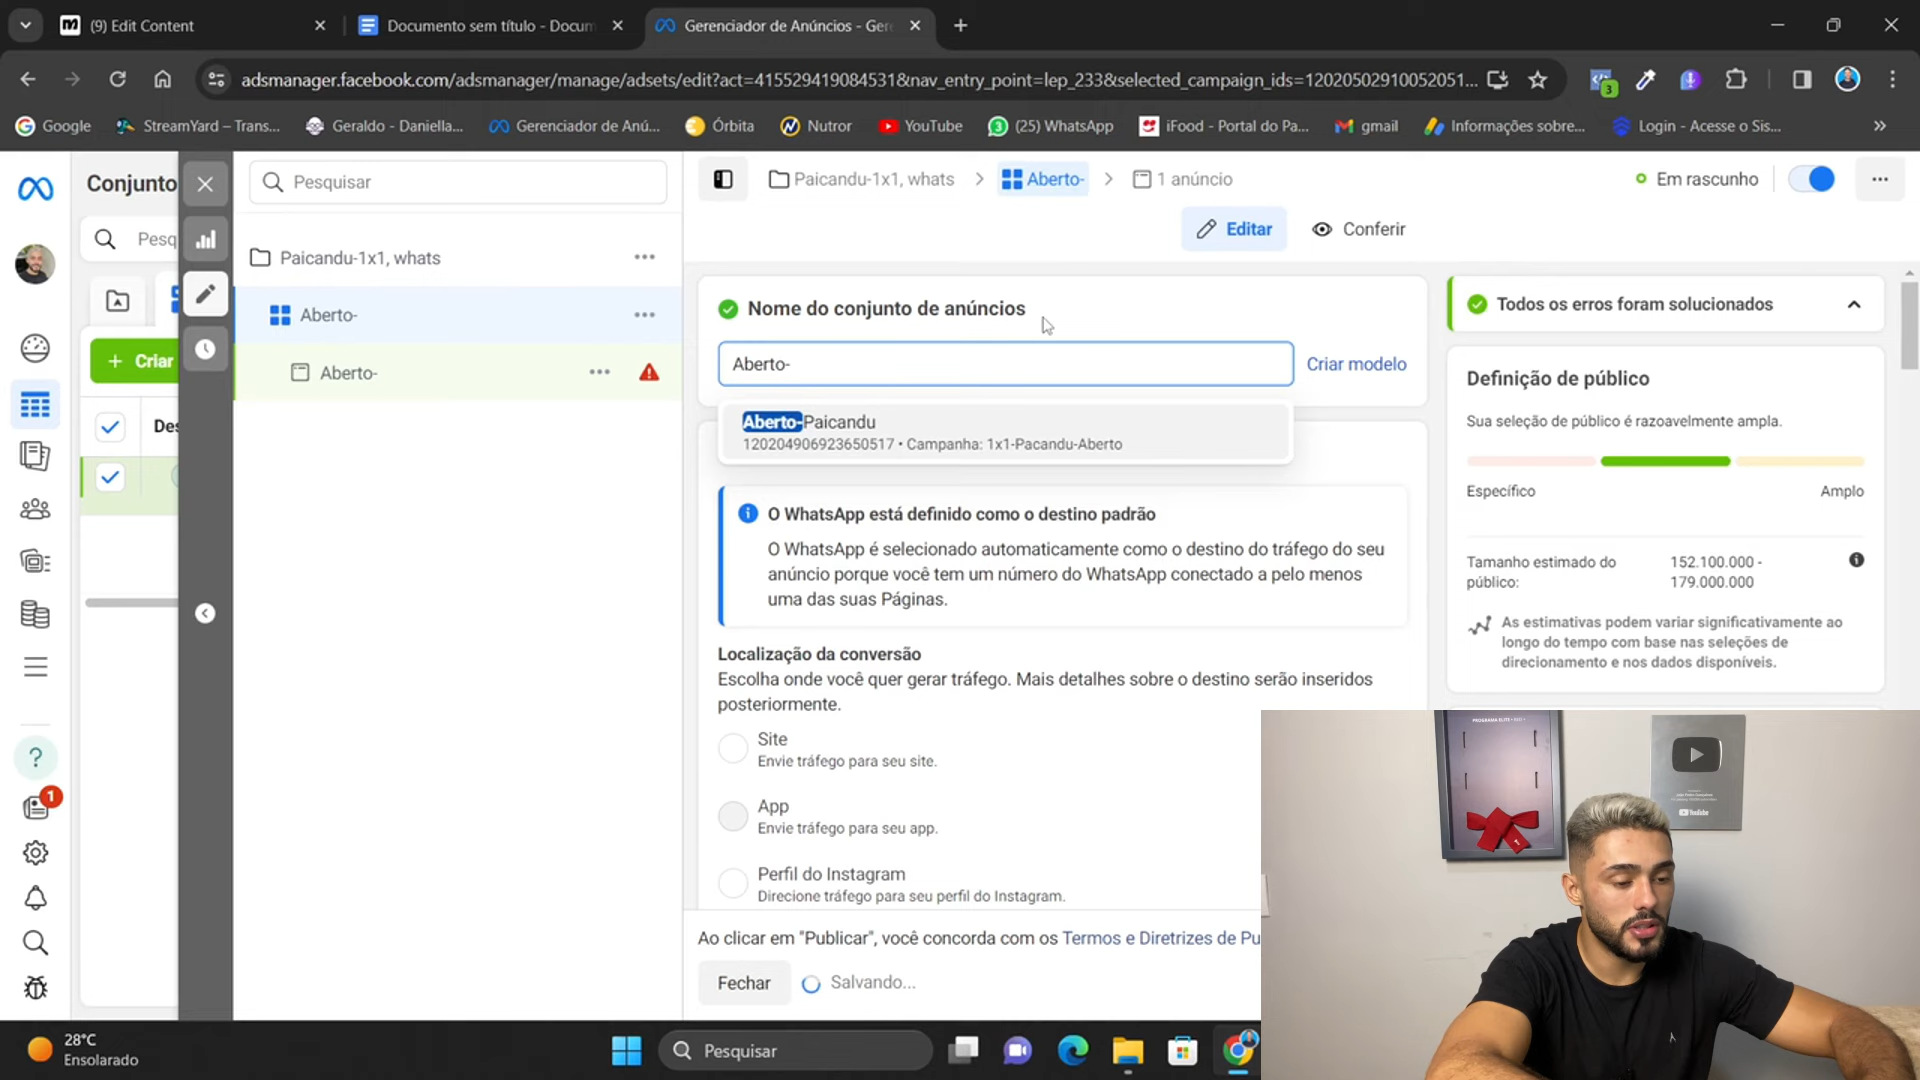 (9) Edit Content
Documento sem título - Docum
Gerenciador de Anúncios - Ger
adsmanager.facebook.com/adsmanager/manage/adsets/edit?act=415529419084531&nav_entry_point=lep_233&selected_campaign_ids=12020502910052051...
3
Google
StreamYard – Trans...
Geraldo - Daniella...
Gerenciador de Anú...
Órbita
Nutror
YouTube
(25) WhatsApp
iFood - Portal do Pa...
gmail
Informações sobre...
Login - Acesse o Sis...
Conjunto
Pesq
+ Criar
Des
1
Pesquisar
Paicandu-1x1, whats
Aberto-
Aberto-
Paicandu-1x1, whats > Aberto- > 1 anúncio
Em rascunho
Editar
Conferir
Nome do conjunto de anúncios
Aberto-
Criar modelo
Aberto-Paicandu
120204906923650517 • Campanha: 1x1-Pacandu-Aberto
O WhatsApp está definido como o destino padrão
O WhatsApp é selecionado automaticamente como o destino do tráfego do seu
anúncio porque você tem um número do WhatsApp conectado a pelo menos
uma das suas Páginas.
Localização da conversão
Escolha onde você quer gerar tráfego. Mais detalhes sobre o destino serão inseridos
posteriormente.
Site
Envie tráfego para seu site.
App
Envie tráfego para seu app.
Perfil do Instagram
Direcione tráfego para seu perfil do Instagram.
Ao clicar em "Publicar", você concorda com os Termos e Diretrizes de Pu
Fechar
Salvando...
Todos os erros foram solucionados
Definição de público
Sua seleção de público é razoavelmente ampla.
Específico
Amplo
Tamanho estimado do
público:
152.100.000 -
179.000.000
As estimativas podem variar significativamente ao
longo do tempo com base nas seleções de
direcionamento e nos dados disponíveis.
PROGRAMA ELITE
YouTube
28°C
Ensolarado
Pesquisar